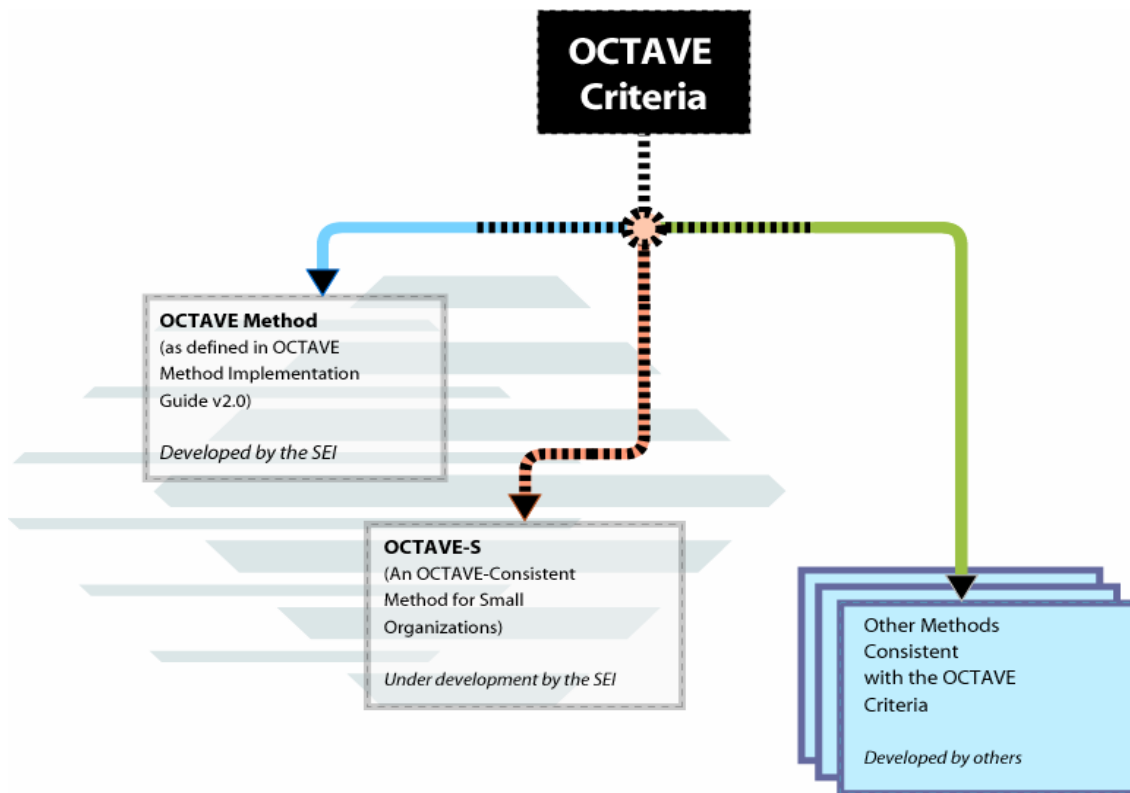 OCTAVE
Criteria
OCTAVE Method
(as defined in OCTAVE
Method Implementation
Guide v2.0)
Developed by the SEI
OCTAVE-S
(An OCTAVE-Consistent
Method for Small
Organizations)
Under development by the SEI
Other Methods
Consistent
with the OCTAVE
Criteria
Developed by others